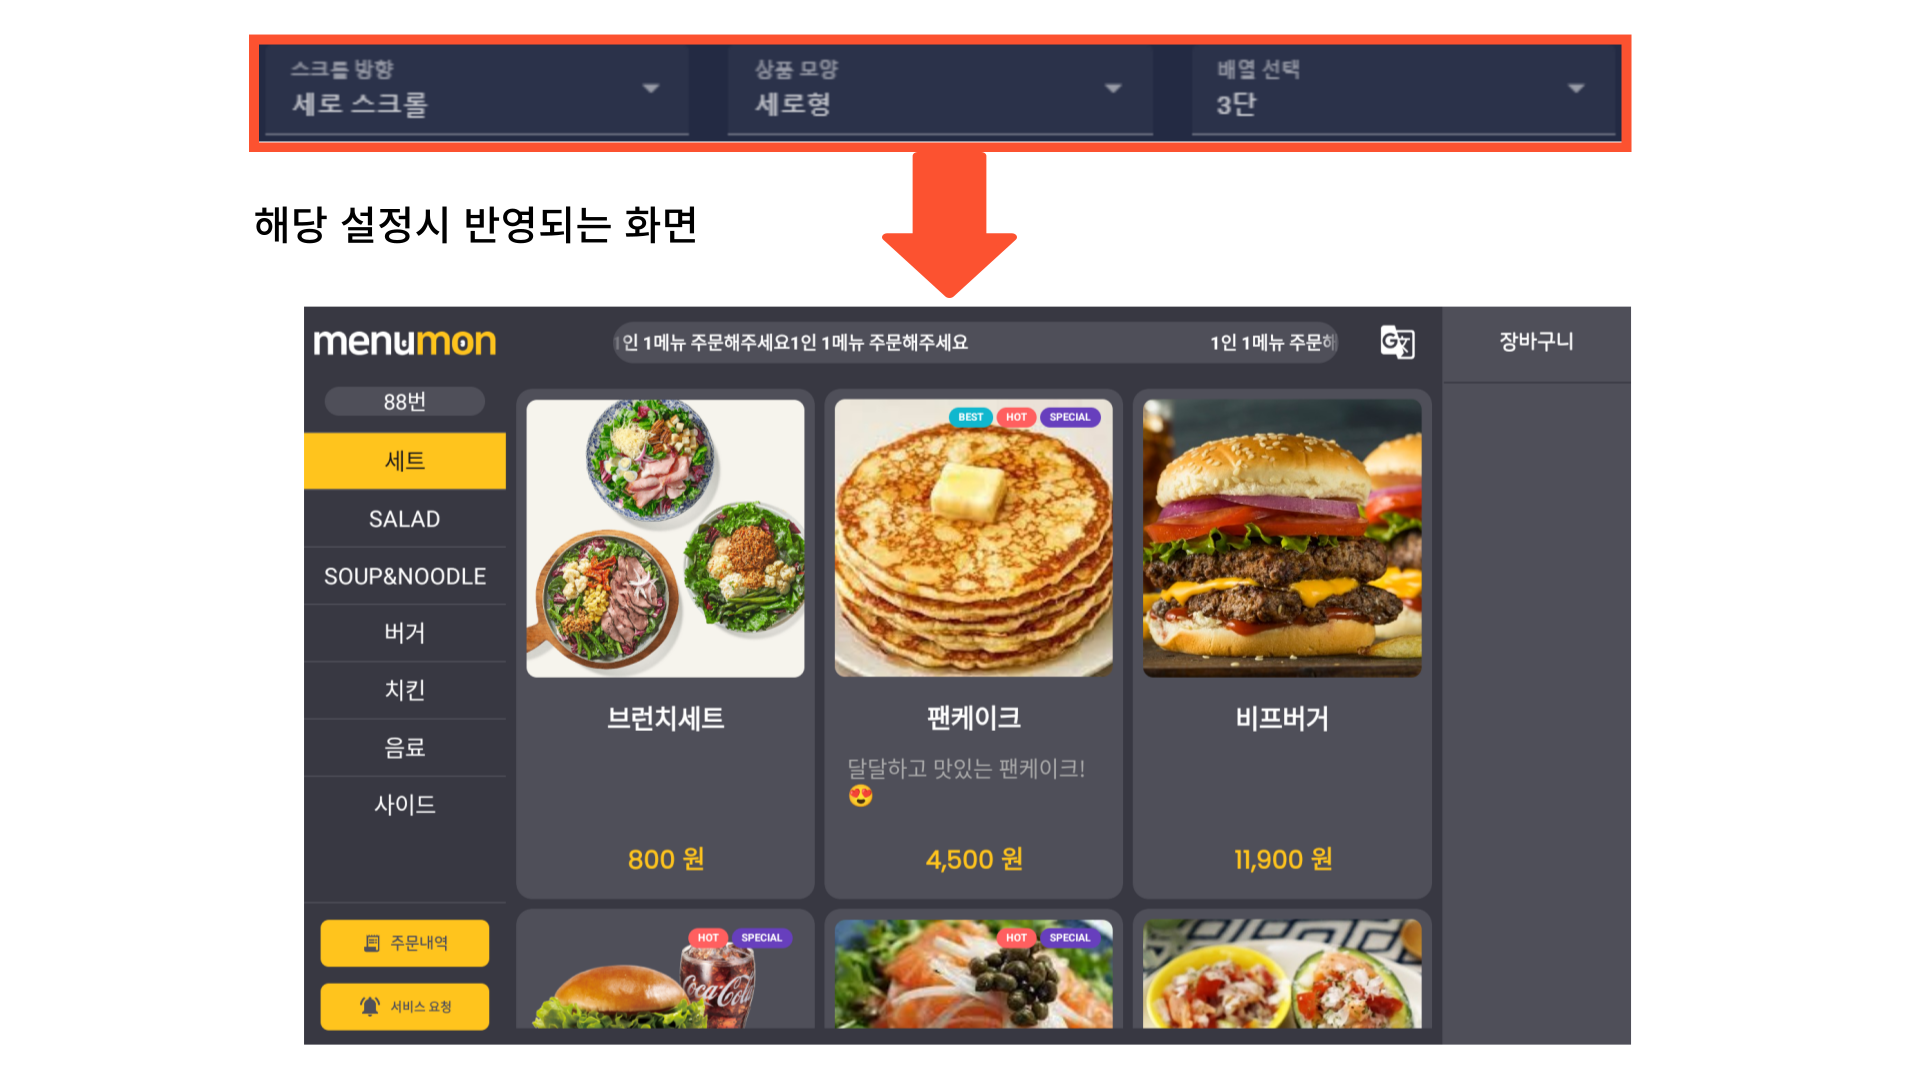 스크롤 방향
세로 스크롤
상품 모양
세로형
배열 선택
3단
해당 설정시 반영되는 화면
menumon
1인 1메뉴 주문해주세요1인 1메뉴 주문해주세요
1인 1메뉴 주문해
장바구니
88번
세트
SALAD
SOUP&NOODLE
버거
치킨
음료
사이드
주문내역
서비스 요청
브런치세트
800 원
BEST HOT SPECIAL
팬케이크
달달하고 맛있는 팬케이크!
😍
4,500 원
비프버거
11,900 원
HOT SPECIAL
Coca-Cola
HOT SPECIAL